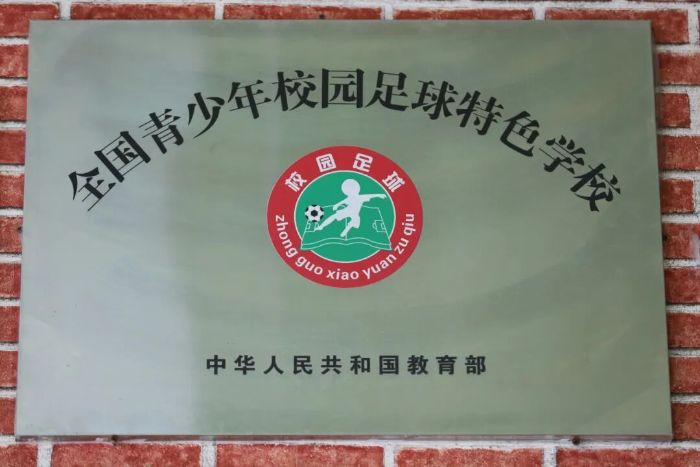 全国青少年校园足球特色学校
校园足球
zhong guo xiao yuan zu qiu
中华人民共和国教育部